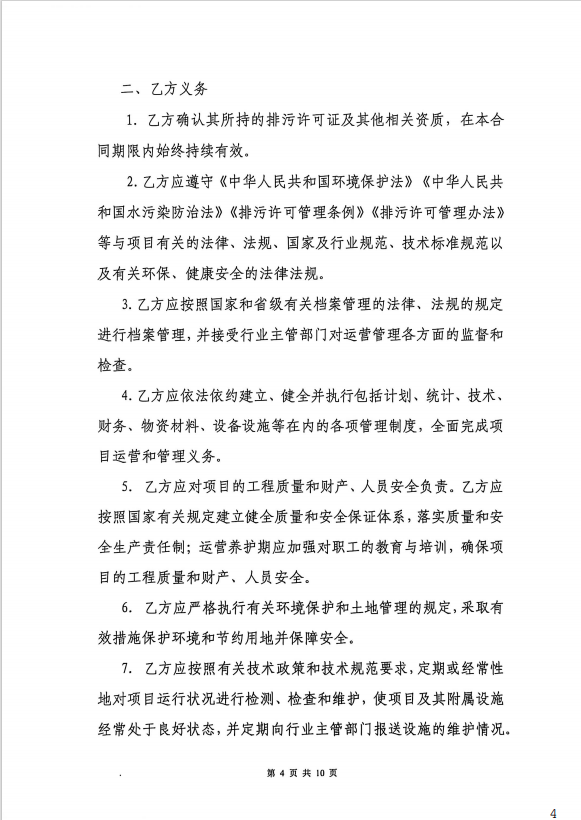 二、乙方义务
1. 乙方确认其所持的排污许可证及其他相关资质，在本合
同期限内始终持续有效。
2.乙方应遵守《中华人民共和国环境保护法》《中华人民共
和国水污染防治法》《排污许可管理条例》《排污许可管理办法》
等与项目有关的法律、法规、国家及行业规范、技术标准规范以
及有关环保、健康安全的法律法规。
3.乙方应按照国家和省级有关档案管理的法律、法规的规定
进行档案管理，并接受行业主管部门对运营管理各方面的监督和
检查。
4.乙方应依法依约建立、健全并执行包括计划、统计、技术、
财务、物资材料、设备设施等在内的各项管理制度，全面完成项
目运营和管理义务。
5. 乙方应对项目的工程质量和财产、人员安全负责。乙方应
按照国家有关规定建立健全质量和安全保证体系，落实质量和安
全生产责任制；运营养护期应加强对职工的教育与培训，确保项
目的工程质量和财产、人员安全。
6. 乙方应严格执行有关环境保护和土地管理的规定，采取有
效措施保护环境和节约用地并保障安全。
7. 乙方应按照有关技术政策和技术规范要求，定期或经常性
地对项目运行状况进行检测、检查和维护，使项目及其附属设施
经常处于良好状态，并定期向行业主管部门报送设施的维护情况。
第 4 页 共 10 页
4